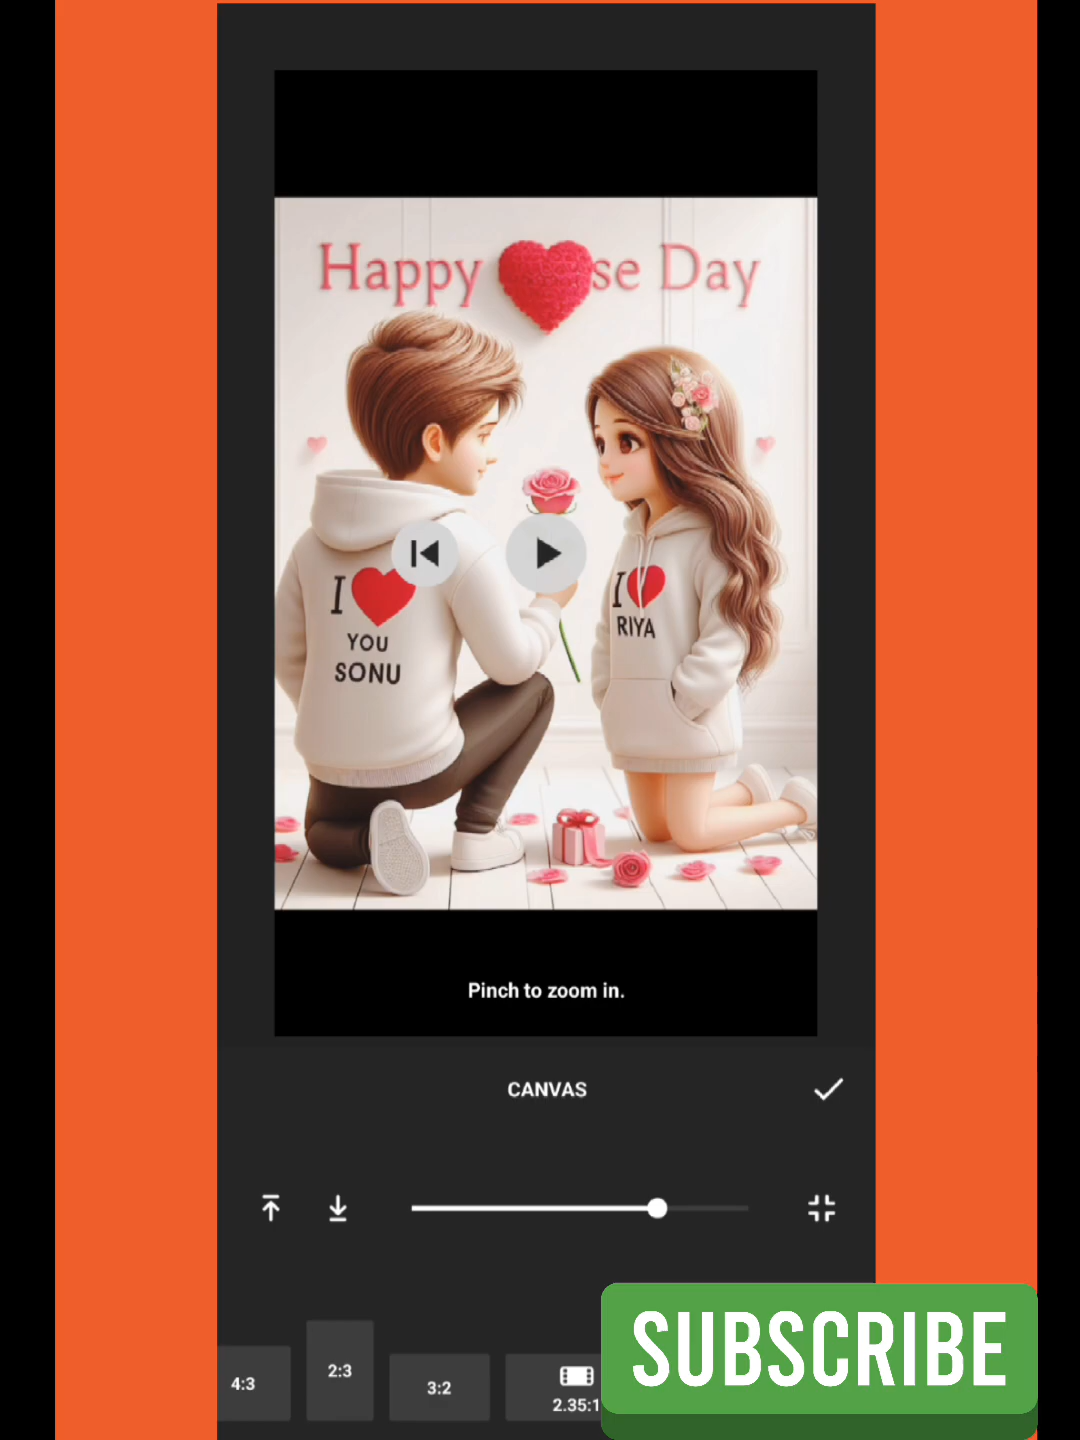 Happy se Day
I
YOU
SONU
I
RIYA
Pinch to zoom in.
CANVAS
4:3
2:3
3:2
2.35:1
SUBSCRIBE